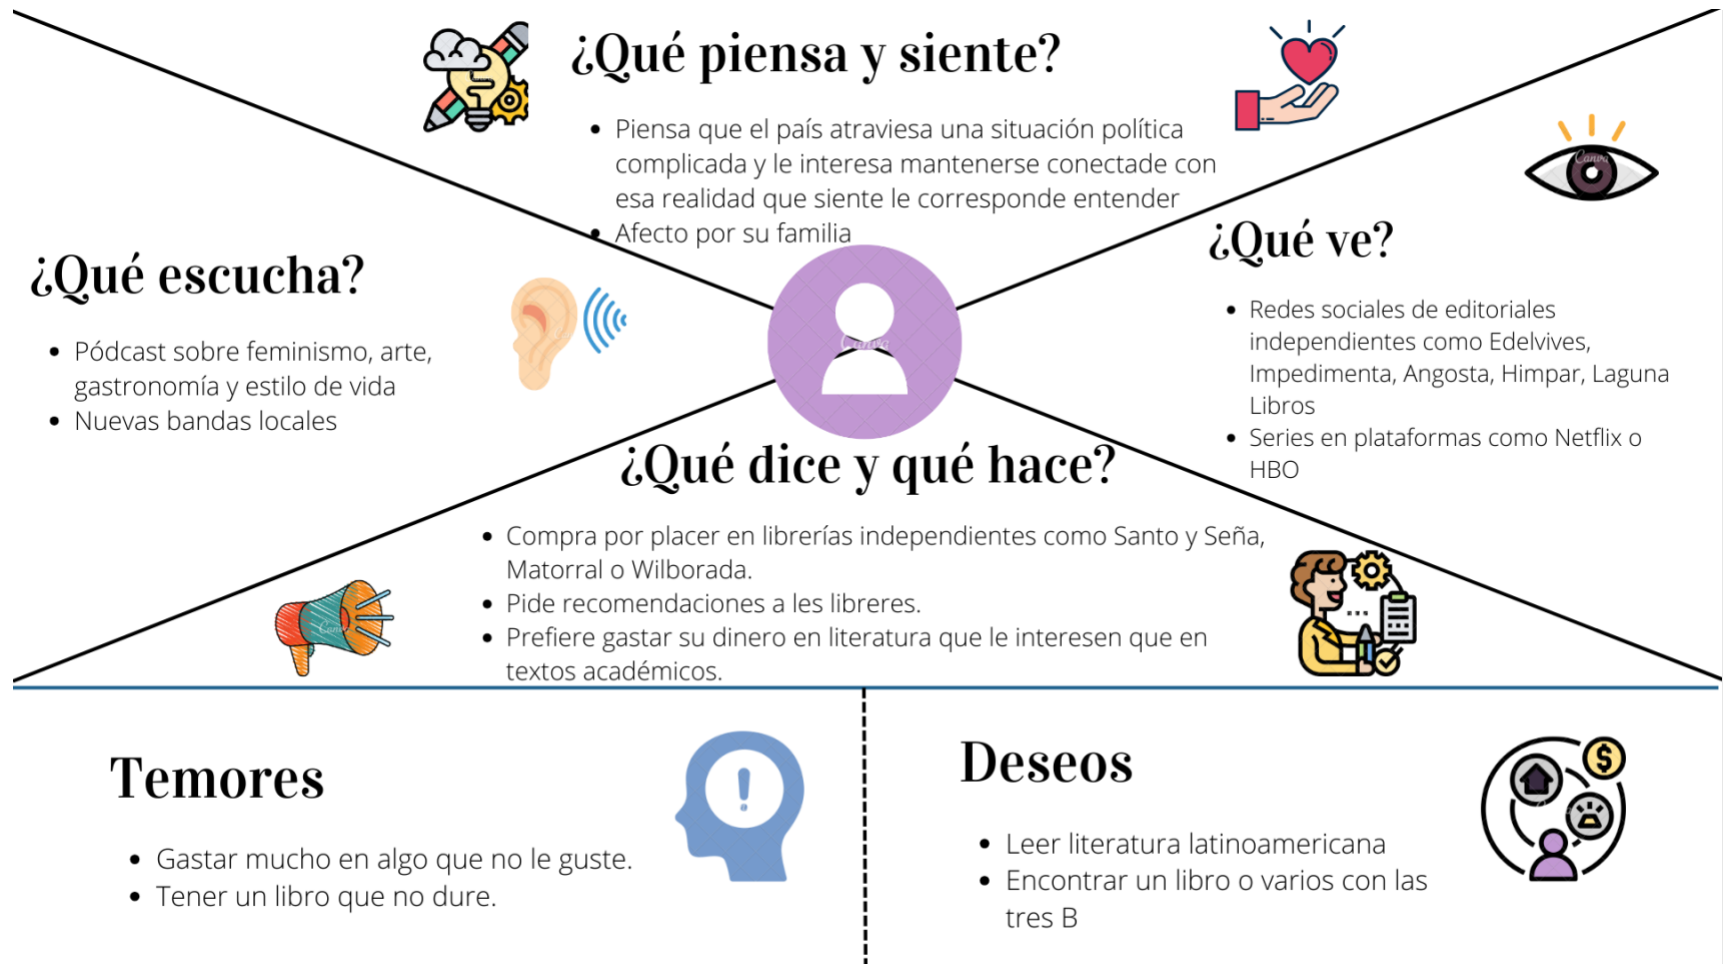 ¿Qué piensa y siente?
• Piensa que el país atraviesa una situación política
complicada y le interesa mantenerse conectade con
esa realidad que siente le corresponde entender
• Afecto por su familia
¿Qué escucha?
• Pódcast sobre feminismo, arte,
gastronomía y estilo de vida
• Nuevas bandas locales
¿Qué ve?
• Redes sociales de editoriales
independientes como Edelvives,
Impedimenta, Angosta, Himpar, Laguna
Libros
• Series en plataformas como Netflix o
HBO
¿Qué dice y qué hace?
• Compra por placer en librerías independientes como Santo y Seña,
Matorral o Wilborada.
• Pide recomendaciones a les libreres.
• Prefiere gastar su dinero en literatura que le interesen que en
textos académicos.
Temores
• Gastar mucho en algo que no le guste.
• Tener un libro que no dure.
Deseos
• Leer literatura latinoamericana
• Encontrar un libro o varios con las
tres B
Canva
Canva
Canva
$